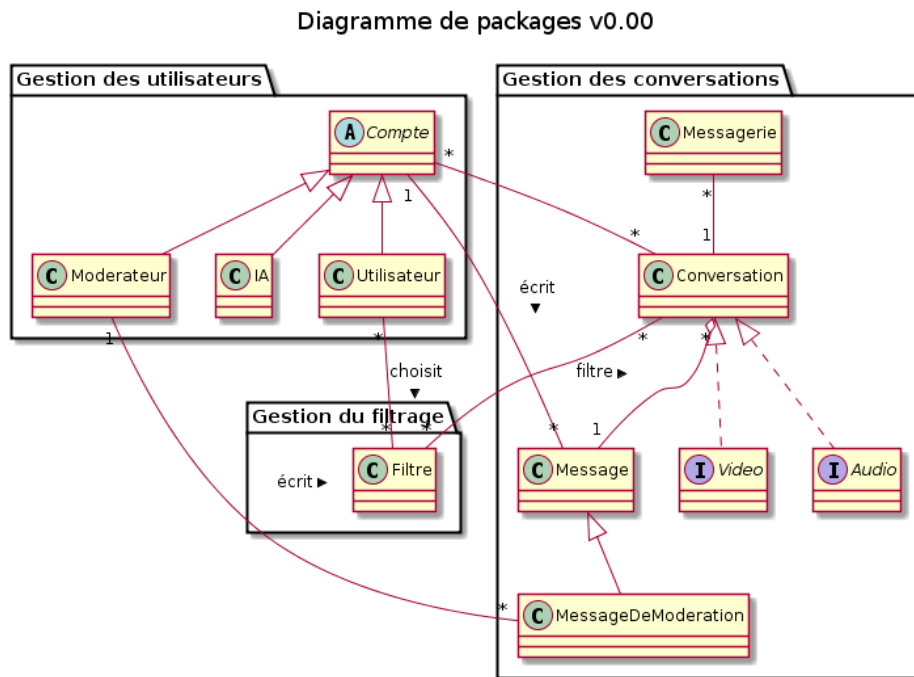 Diagramme de packages v0.00
Gestion des utilisateurs
A Compte
*
1
C Moderateur
C IA
C Utilisateur
1
*
choisit
Gestion des conversations
C Messagerie
*
1
*
C Conversation
*
*
écrit
filtre
*
1
C Message
I Video
I Audio
C MessageDeModeration
*
Gestion du filtrage
*
*
écrit
C Filtre